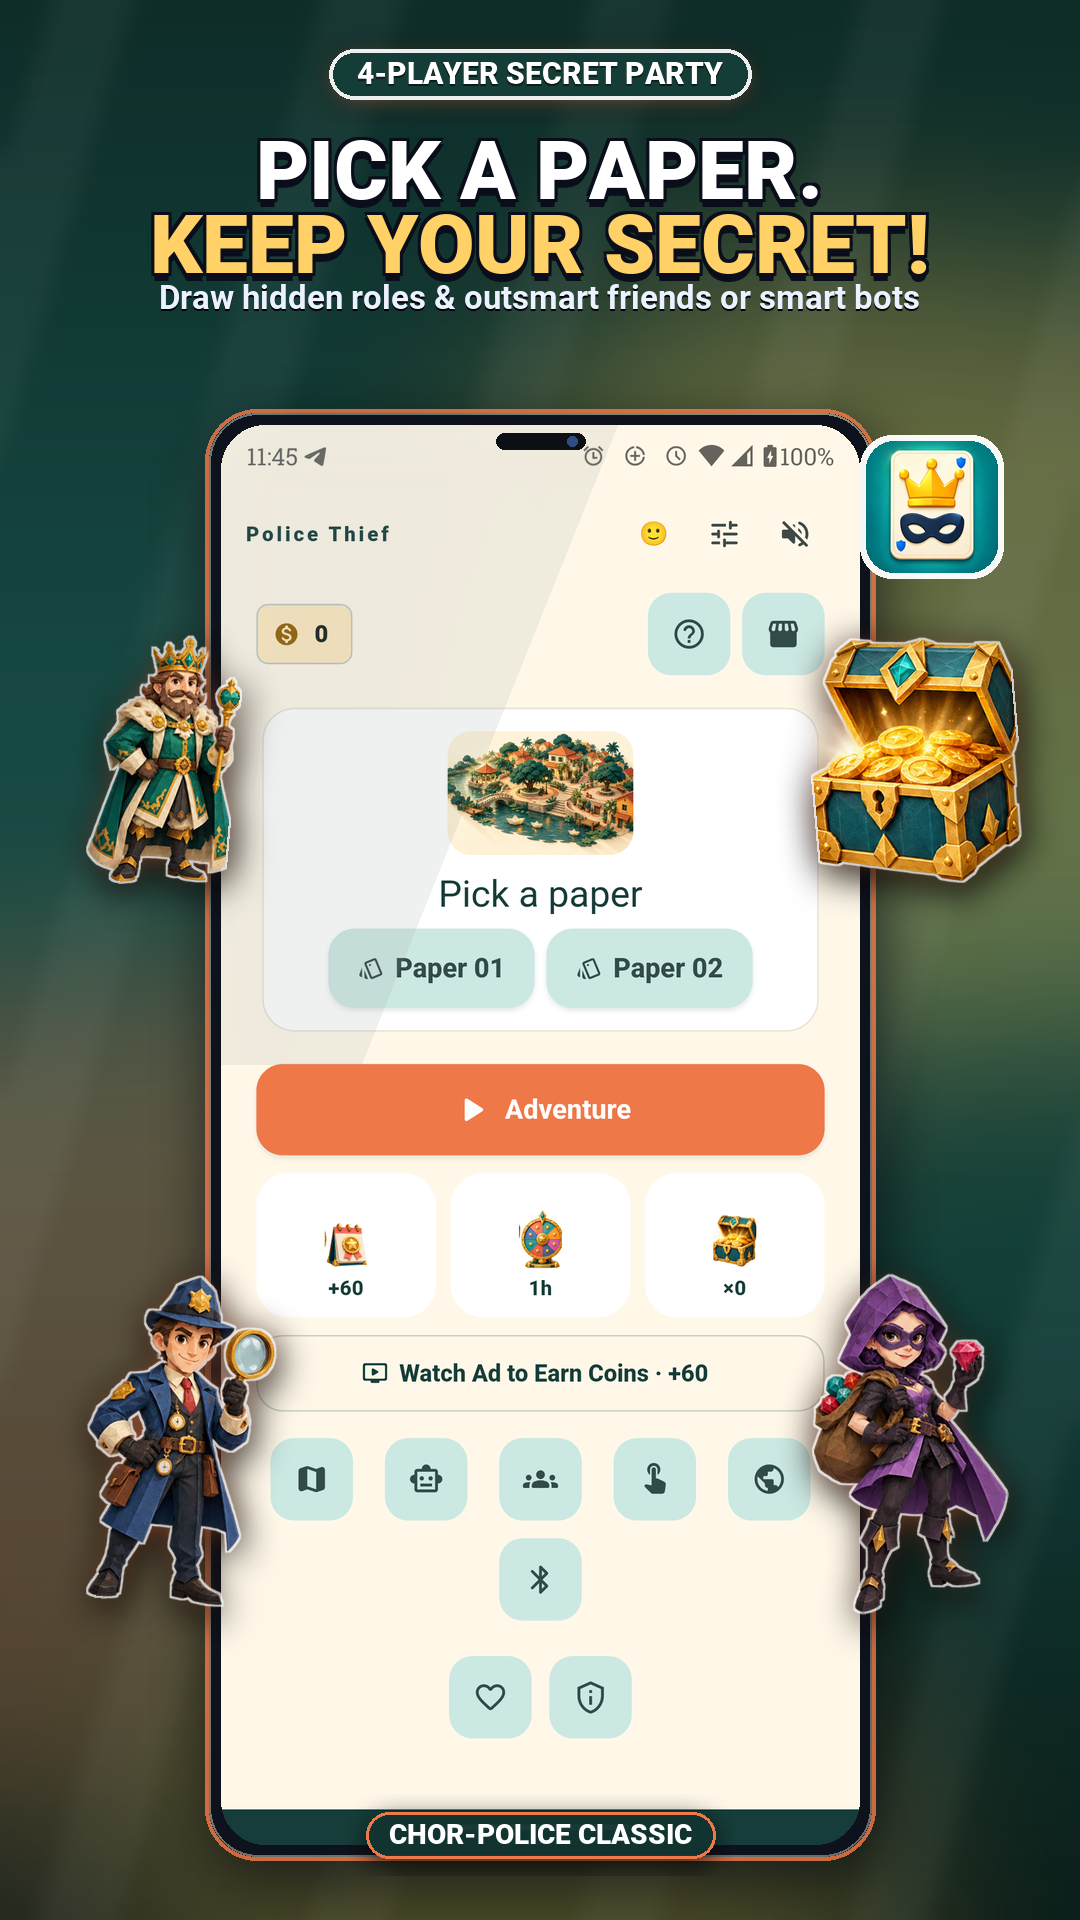 4-PLAYER SECRET PARTY
PICK A PAPER.
KEEP YOUR SECRET!
Draw hidden roles & outsmart friends or smart bots
11:45 100%
Police Thief
0
Pick a paper
Paper 01 Paper 02
Adventure
+60 1h ×0
Watch Ad to Earn Coins · +60
CHOR-POLICE CLASSIC